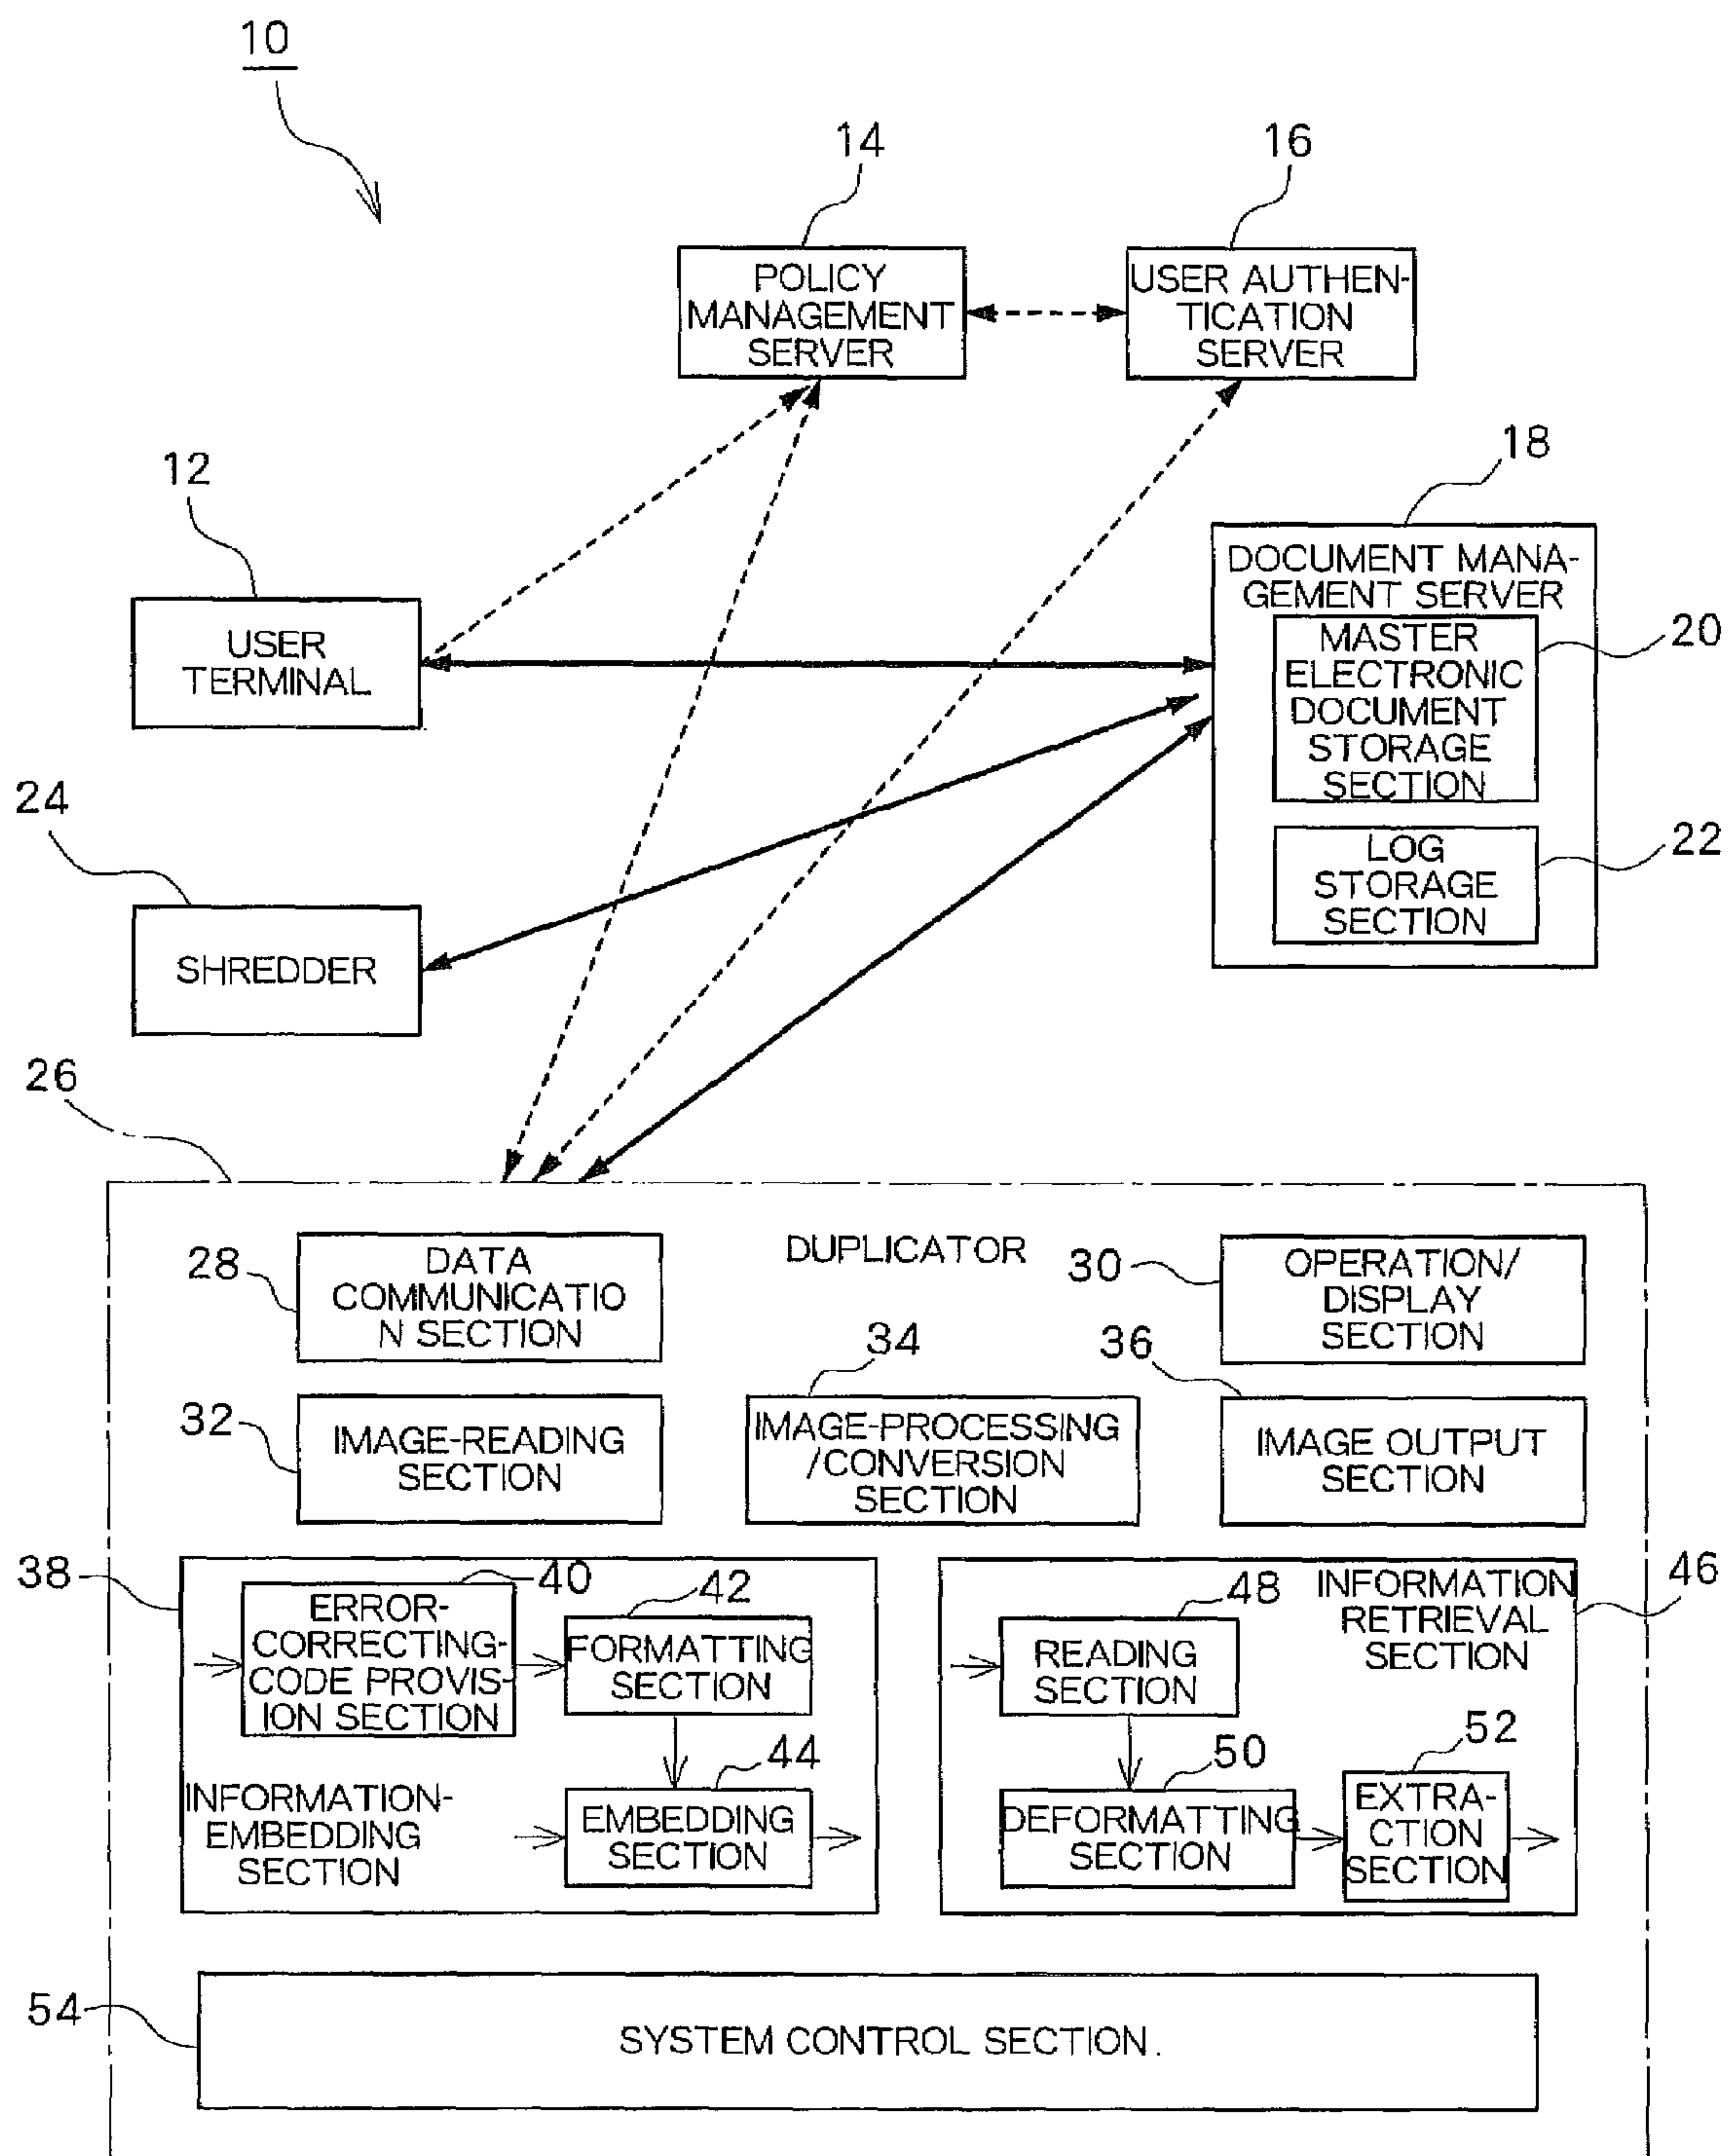 10
14
16
POLICY
MANAGEMENT
SERVER
USER AUTHEN-
TICATION
SERVER
12
18
USER
TERMINAL
DOCUMENT MANA-
GEMENT SERVER
MASTER
ELECTRONIC
DOCUMENT
STORAGE
SECTION
20
24
LOG
STORAGE
SECTION
22
SHREDDER
26
28
DATA
COMMUNICATIO
N SECTION
DUPLICATOR
30
OPERATION/
DISPLAY
SECTION
34
36
32
IMAGE-READING
SECTION
IMAGE-PROCESSING
/CONVERSION
SECTION
IMAGE OUTPUT
SECTION
38
40
ERROR-
CORRECTING-
CODE PROVIS-
ION SECTION
42
FORMATTING
SECTION
44
INFORMATION-
EMBEDDING
SECTION
EMBEDDING
SECTION
48
READING
SECTION
INFORMATION
RETRIEVAL
SECTION
46
50
DEFORMATTING
SECTION
52
EXTRA-
CTION
SECTION
54
SYSTEM CONTROL SECTION.